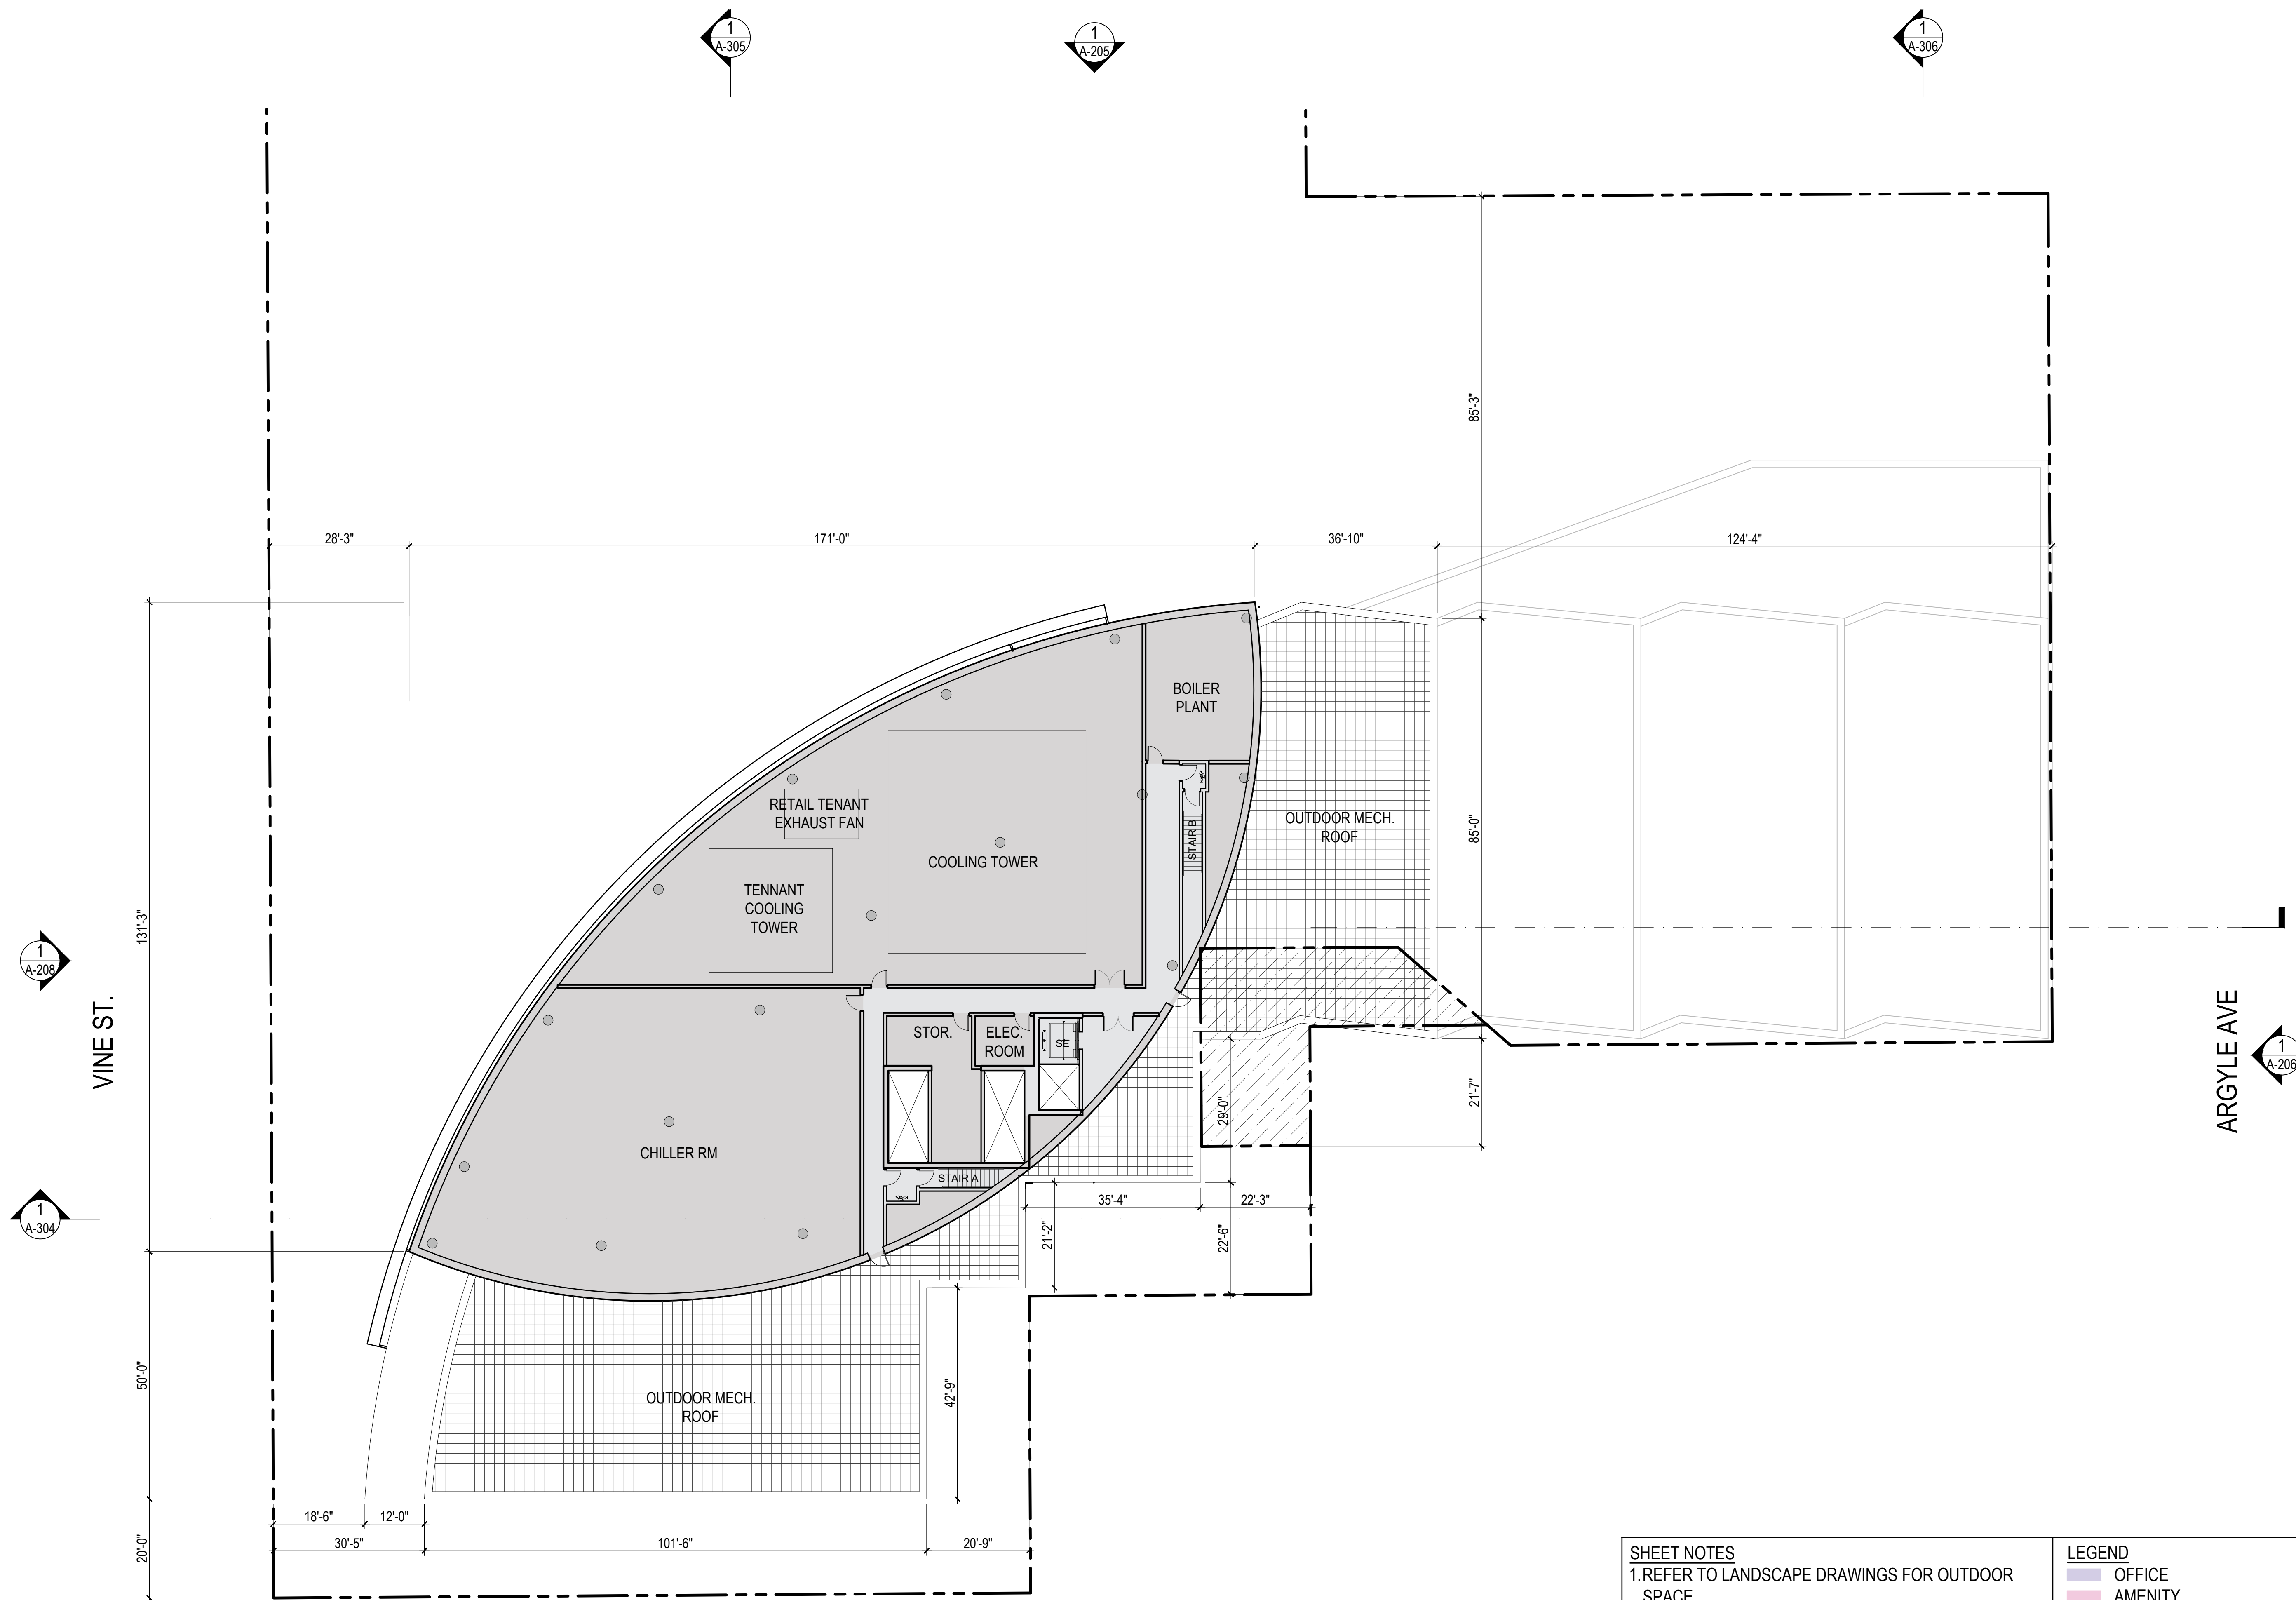 1
A-305
1
A-205
1
A-306
85'-3"
28'-3"
171'-0"
36'-10"
124'-4"
BOILER
PLANT
RETAIL TENANT
EXHAUST FAN
COOLING TOWER
STAIR B
OUTDOOR MECH.
ROOF
85'-0"
TENNANT
COOLING
TOWER
131'-3"
1
A-208
VINE ST.
STOR.
ELEC.
ROOM
SE
ARGYLE AVE
1
A-206
29'-0"
21'-7"
CHILLER RM
STAIR A
35'-4"
22'-3"
1
A-304
21'-2"
22'-6"
50'-0"
42'-9"
OUTDOOR MECH.
ROOF
18'-6"
12'-0"
20'-0"
30'-5"
101'-6"
20'-9"
SHEET NOTES
1.REFER TO LANDSCAPE DRAWINGS FOR OUTDOOR
SPACE
LEGEND
OFFICE
AMENITY